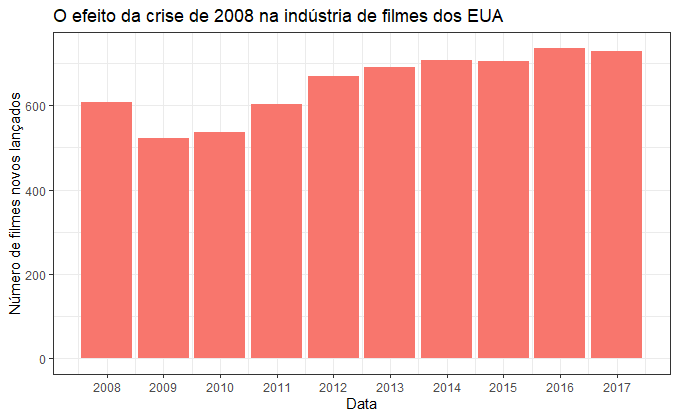 O efeito da crise de 2008 na indústria de filmes dos EUA
Número de filmes novos lançados
600
400
200
0
2008 2009 2010 2011 2012 2013 2014 2015 2016 2017
Data